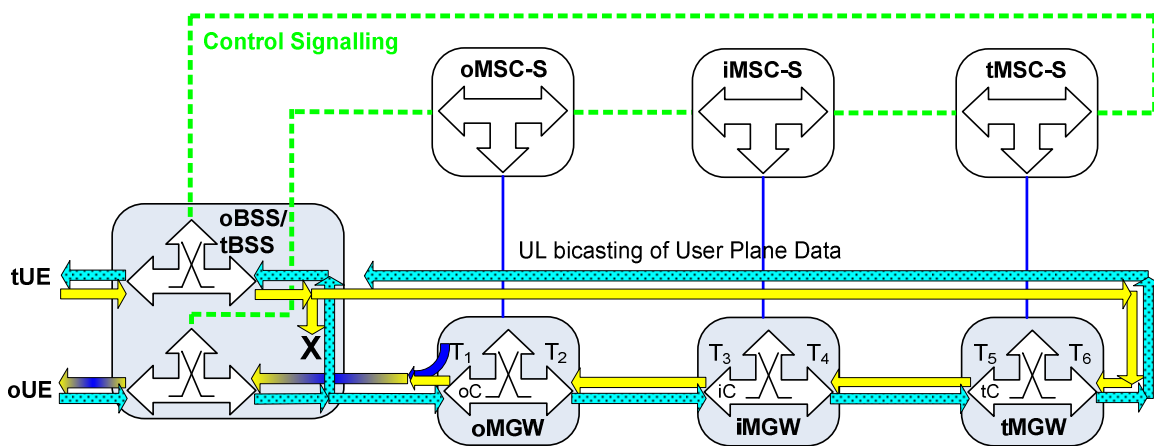 Control Signalling
oMSC-S
iMSC-S
tMSC-S
oBSS/
tBSS
UL bicasting of User Plane Data
tUE
X
T1
T2
T3
T4
T5
T6
oUE
oC
iC
tC
oMGW
iMGW
tMGW